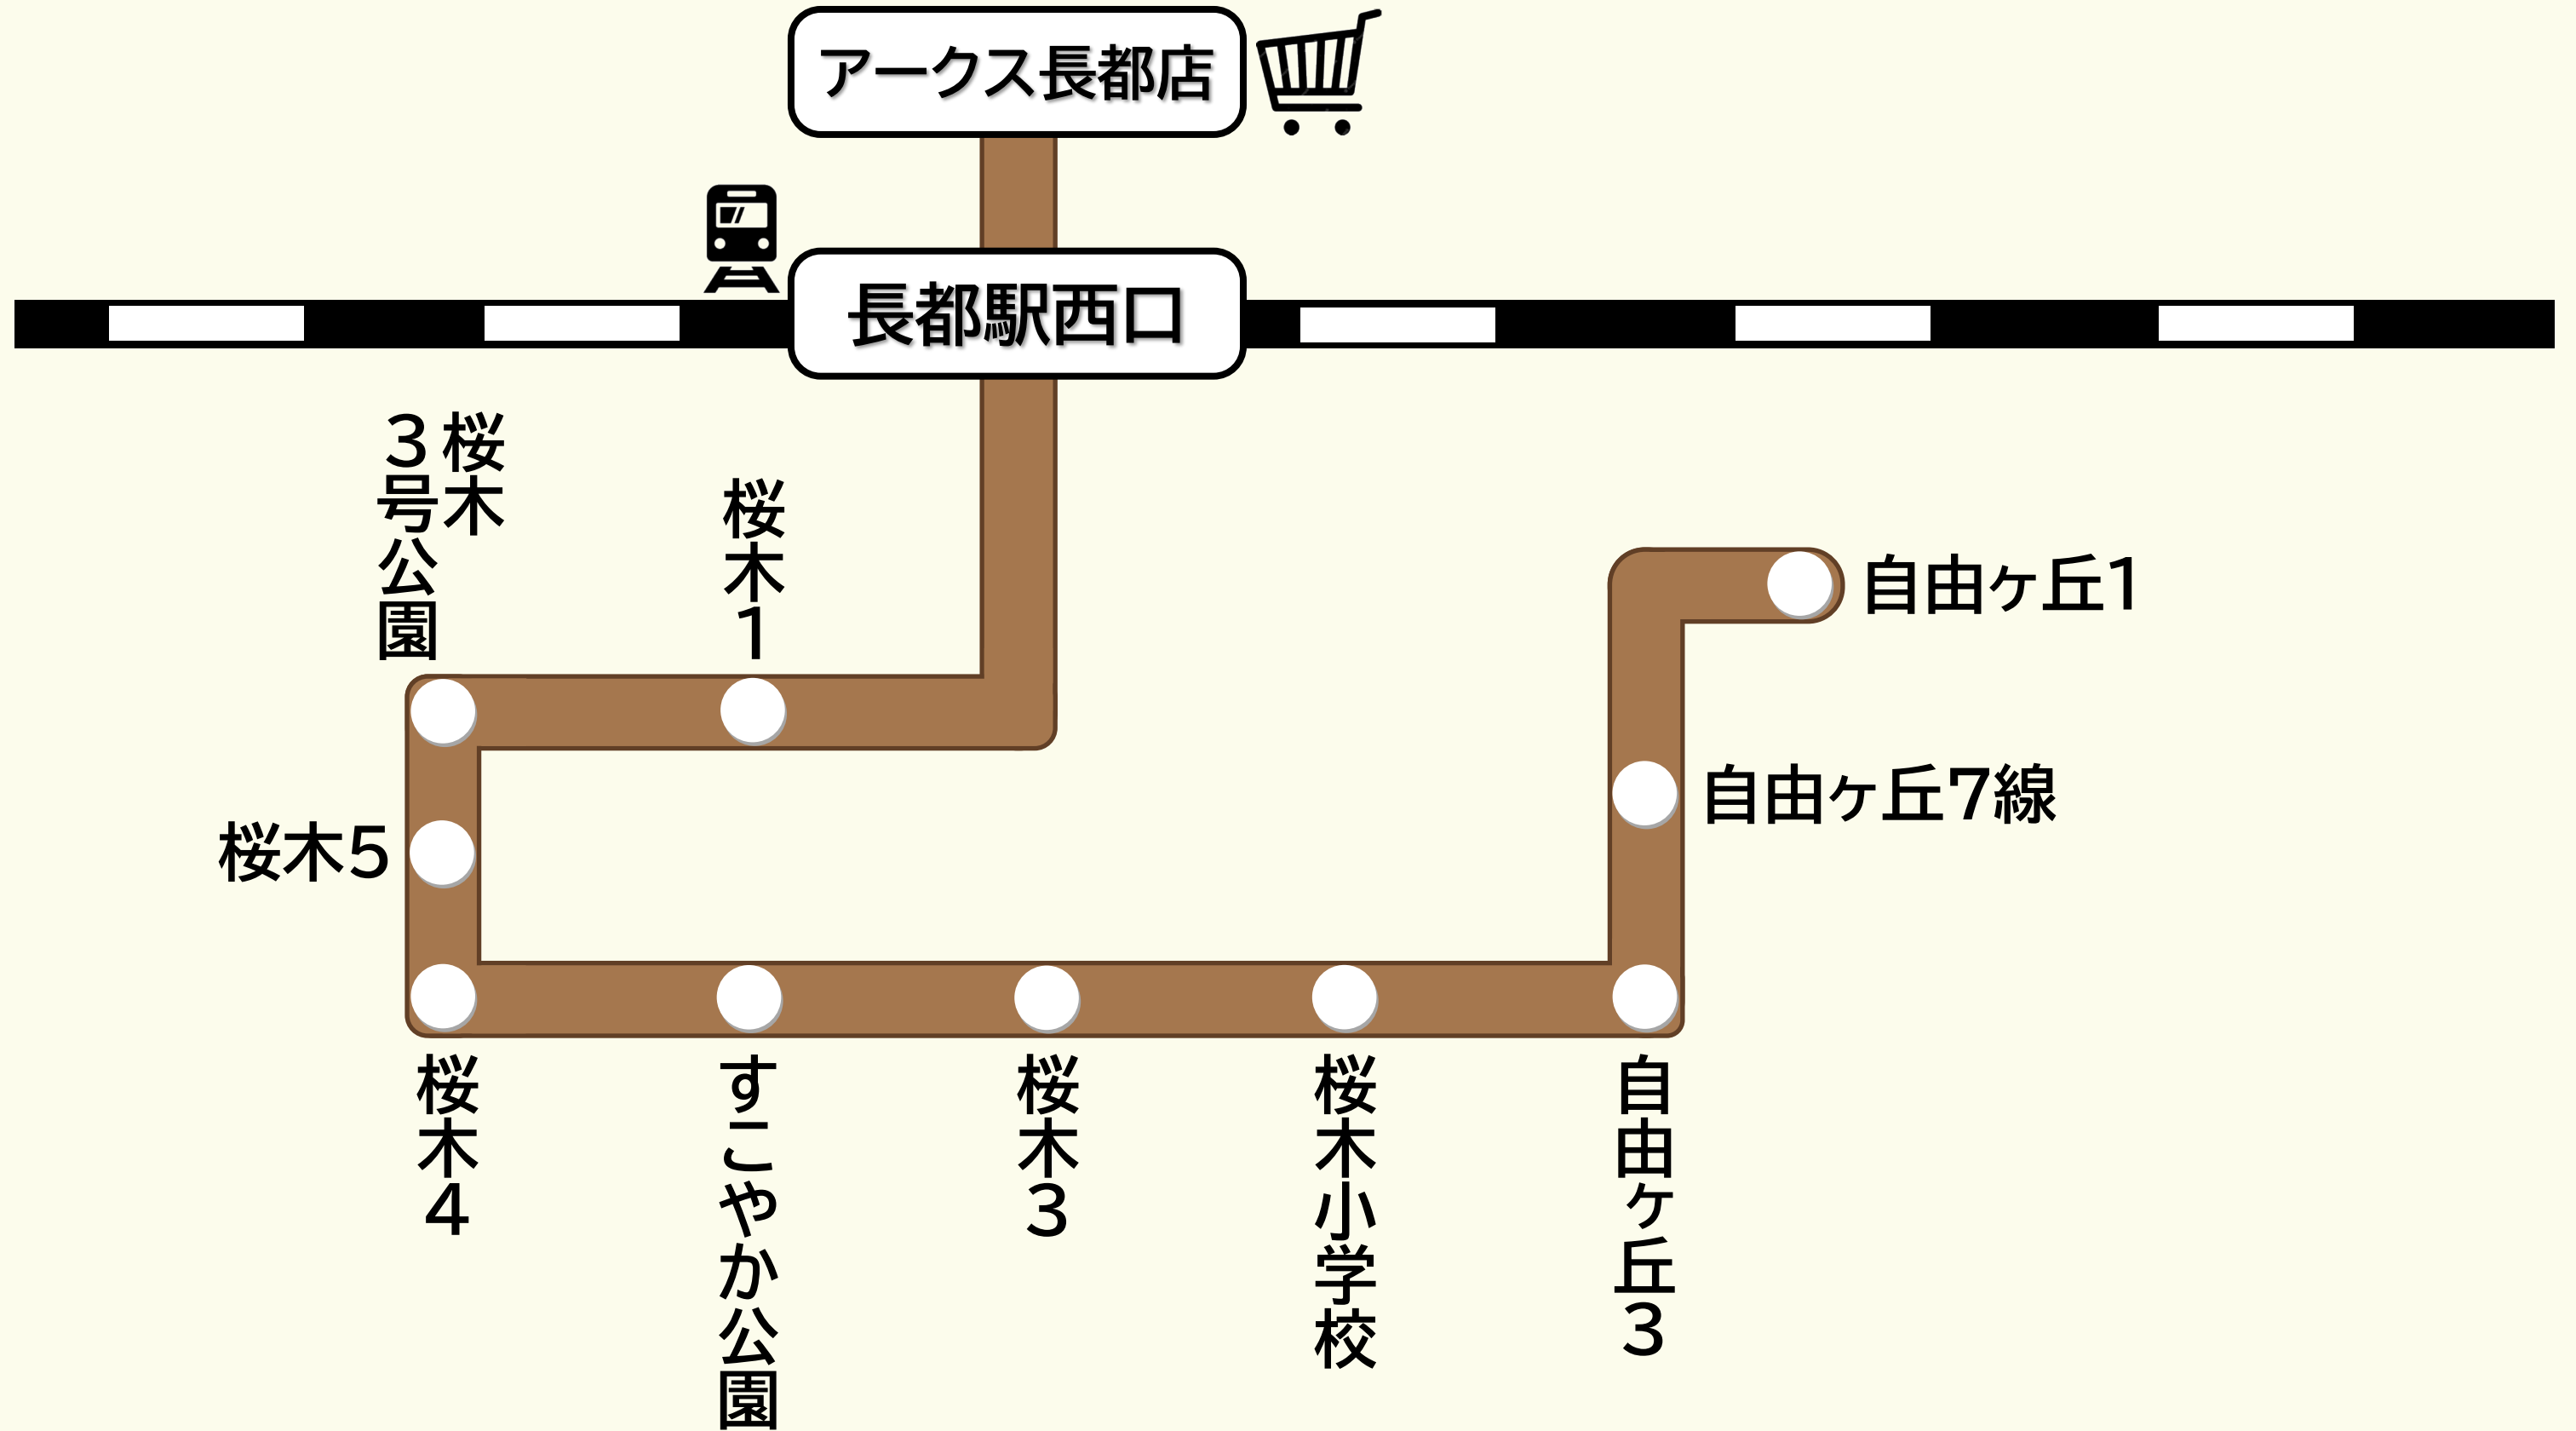 アークス長都店
長都駅西口
桜木
３号公園
桜木１
自由ヶ丘１
自由ヶ丘７線
桜木５
桜木４
すこやか公園
桜木３
桜木小学校
自由ヶ丘３